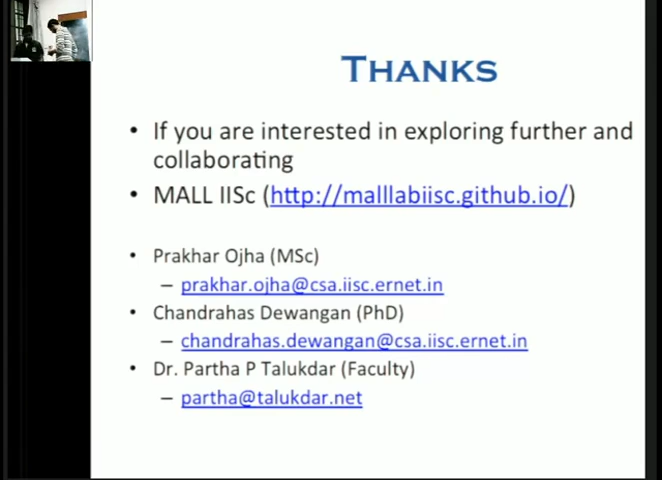 THANKS
• If you are interested in exploring further and
collaborating
• MALL IISc (http://malllabiisc.github.io/)
• Prakhar Ojha (MSc)
– prakhar.ojha@csa.iisc.ernet.in
• Chandrahas Dewangan (PhD)
– chandrahas.dewangan@csa.iisc.ernet.in
• Dr. Partha P Talukdar (Faculty)
– partha@talukdar.net